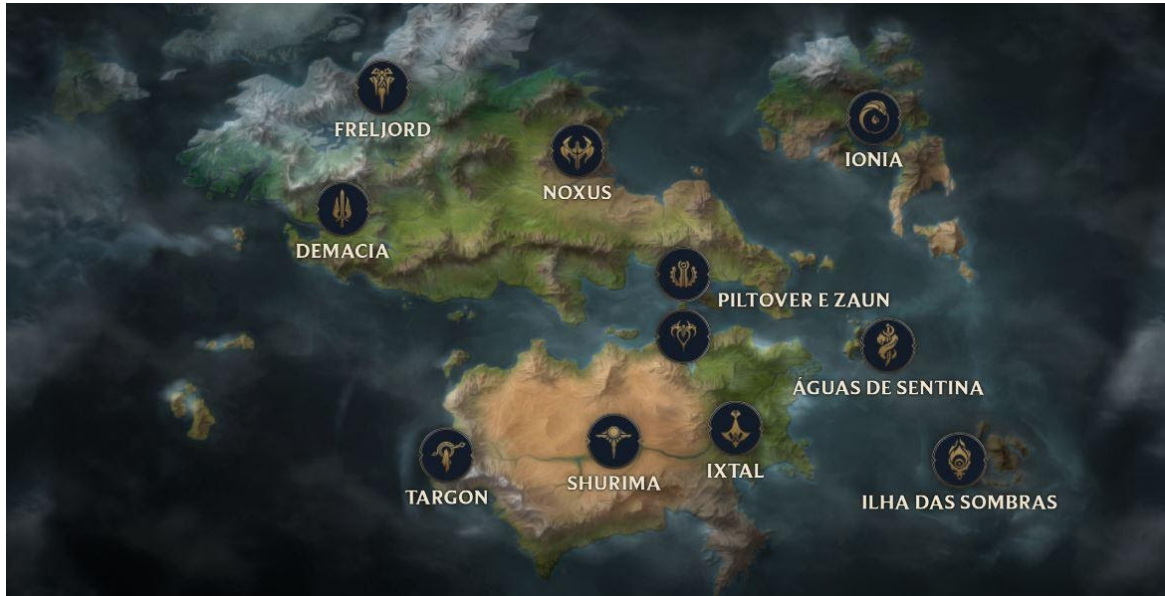 FRELJORD
NOXUS
IONIA
DEMACIA
PILTOVER E ZAUN
ÁGUAS DE SENTINA
TARGON
SHURIMA
IXTAL
ILHA DAS SOMBRAS